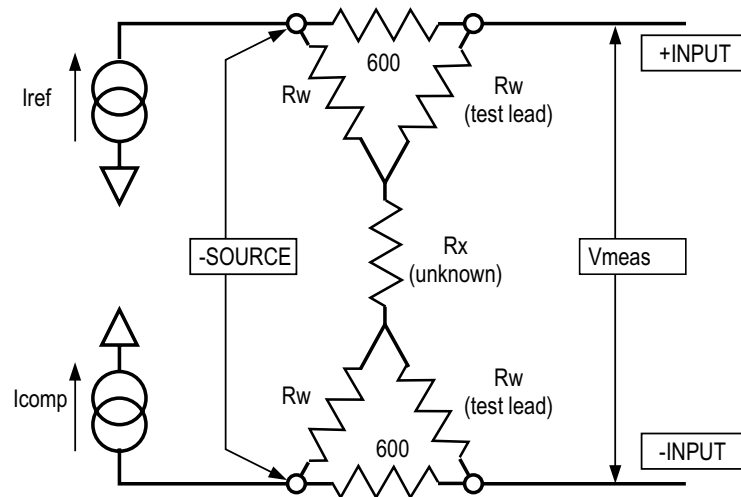 600
+INPUT
Iref
Rw
Rw
(test lead)
-SOURCE
Rx
(unknown)
Vmeas
Icomp
Rw
Rw
(test lead)
600
-INPUT